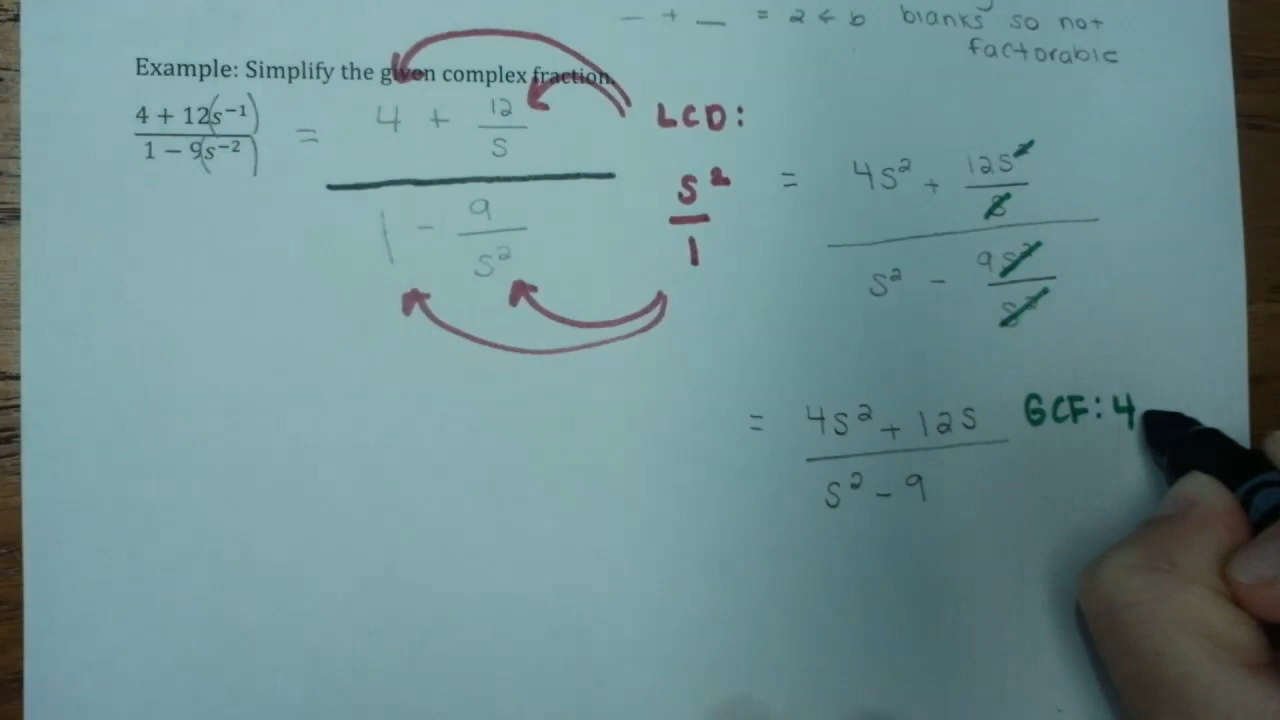 _ + _ = 2 ← b blanks so not
factorable
Example: Simplify the given complex fraction.
4 + 12(s⁻¹) / 1 − 9(s⁻²) = 4 + 12/s / 1 - 9/s²
LCD:
s²/1
= 4s² + 12s²/s / s² - 9s²/s²
= 4s² + 12s / s² - 9
GCF: 4